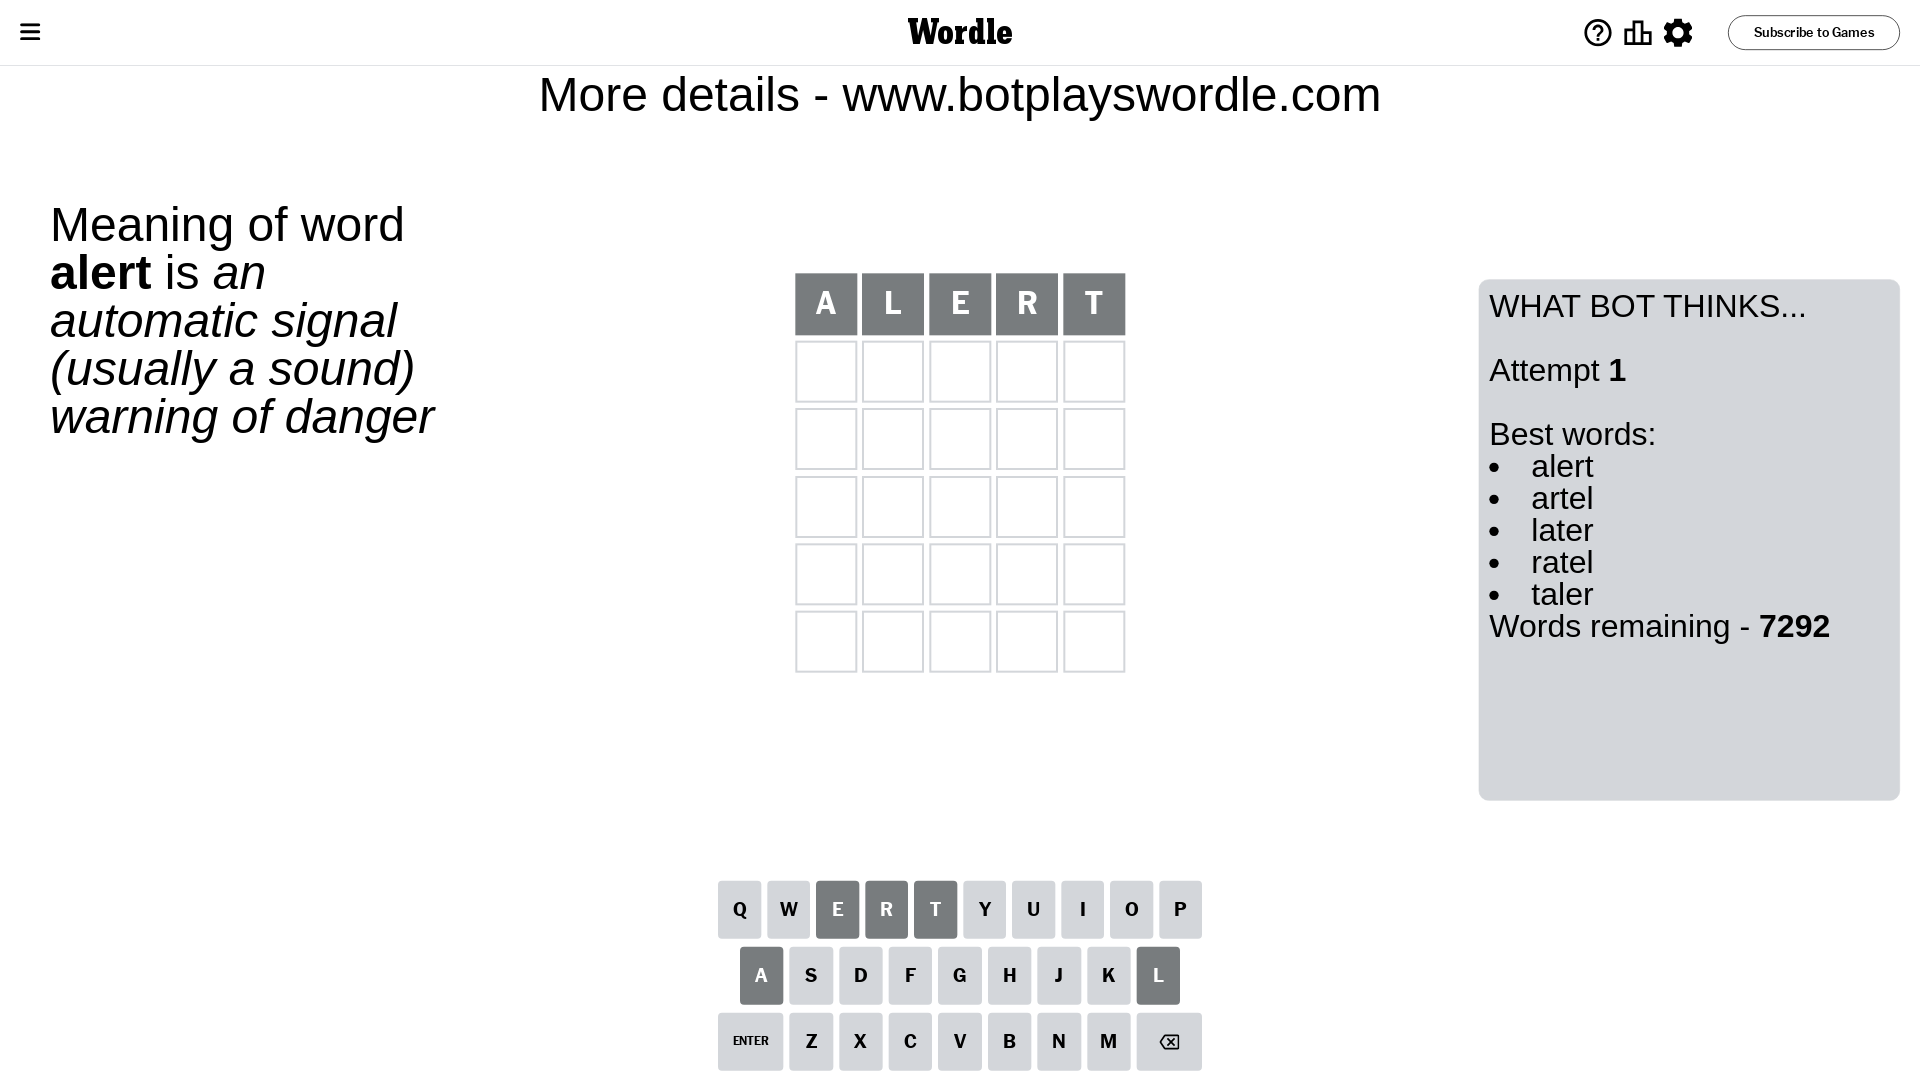 Wordle
Subscribe to Games
More details - www.botplayswordle.com
Meaning of word
alert is an
automatic signal
(usually a sound)
warning of danger
A L E R T
WHAT BOT THINKS...
Attempt 1
Best words:
• alert
• artel
• later
• ratel
• taler
Words remaining - 7292
Q W E R T Y U I O P
A S D F G H J K L
ENTER Z X C V B N M